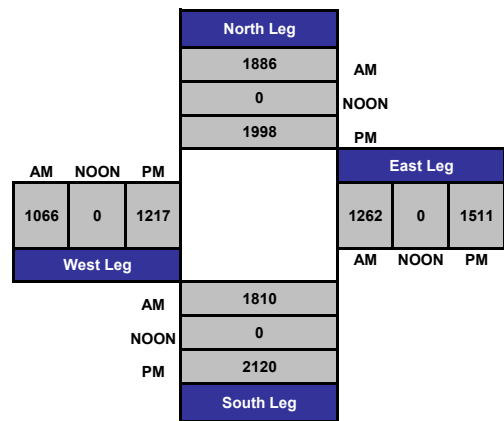 North Leg
1886 AM
0 NOON
1998 PM
AM NOON PM
East Leg
1066 0 1217
1262 0 1511
West Leg
AM NOON PM
AM 1810
NOON 0
PM 2120
South Leg